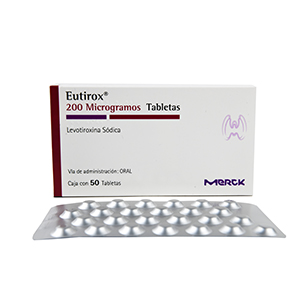 Eutirox®
200 Microgramos Tabletas
Levotiroxina Sódica
Vía de administración: ORAL
Caja con 50 Tabletas
MERCK